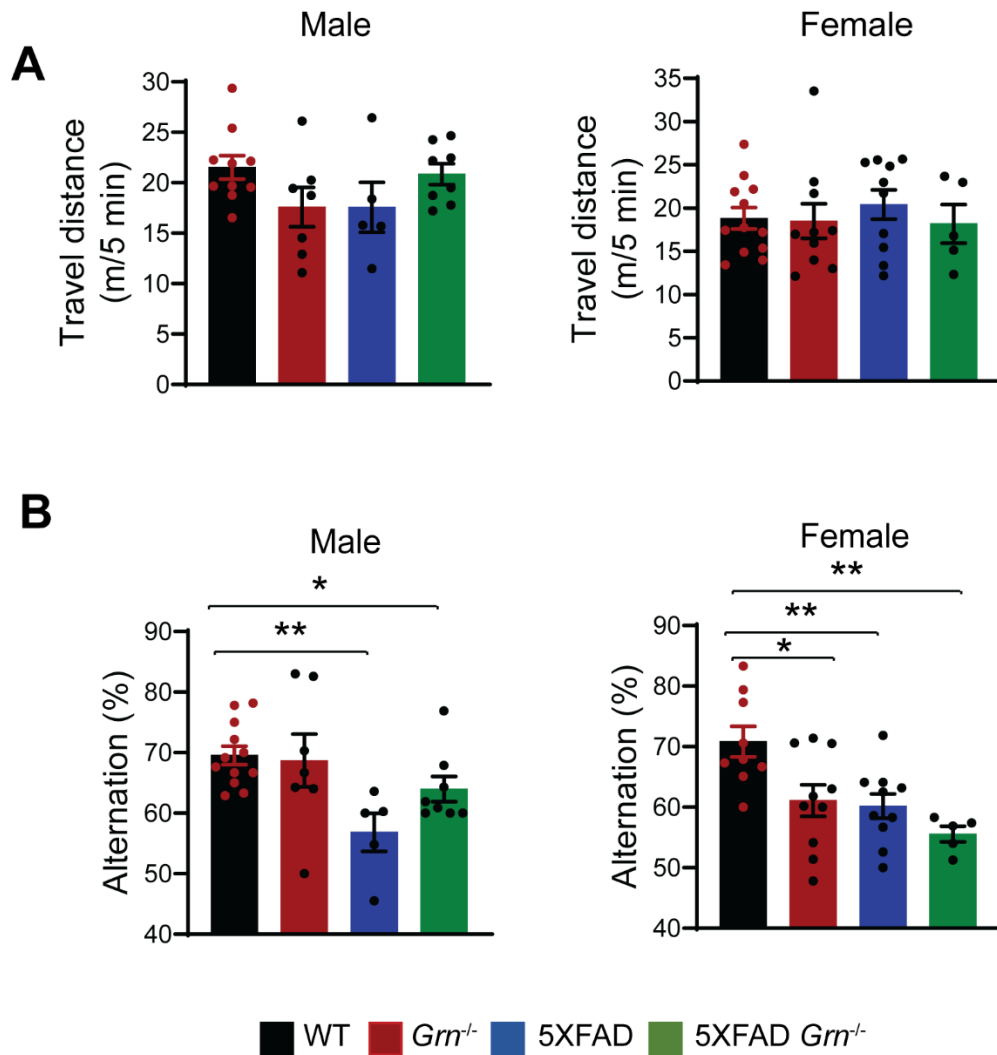 Male
Female
A
Travel distance
(m/5 min)
30
25
20
15
10
5
0
Travel distance
(m/5 min)
35
30
25
20
15
10
5
0
B
Male
Female
*
**
**
**
*
Alternation (%)
90
80
70
60
50
40
Alternation (%)
90
80
70
60
50
40
WT Grn-/- 5XFAD 5XFAD Grn-/-